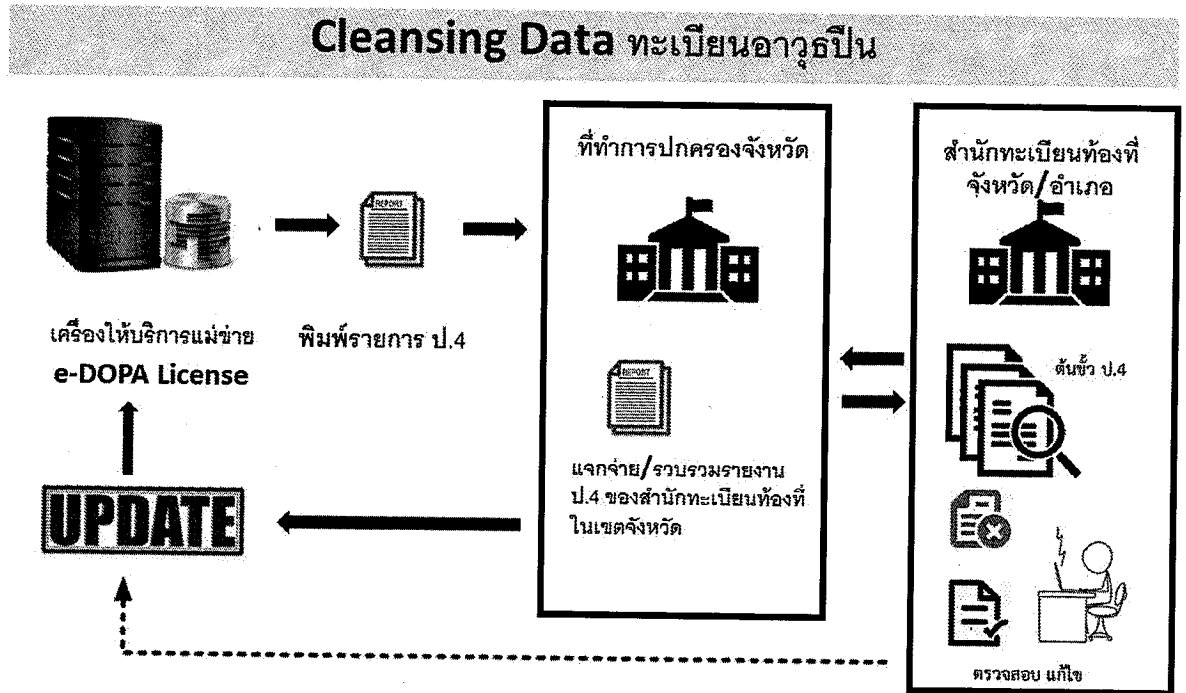 Cleansing Data ทะเบียนอาวุธปืน
เครื่องให้บริการแม่ข่าย
e-DOPA License
REPORT
พิมพ์รายการ ป.4
ที่ทำการปกครองจังหวัด
REPORT
แจกจ่าย/รวบรวมรายงาน
ป.4 ของสำนักทะเบียนท้องที่
ในเขตจังหวัด
สำนักทะเบียนท้องที่
จังหวัด/อำเภอ
ต้นขั้ว ป.4
ตรวจสอบ แก้ไข
UPDATE